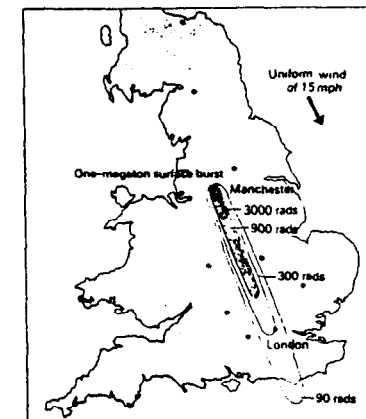 Uniform wind
of 15 mph
One-megaton surface burst
Manchester
3000 rads
900 rads
300 rads
London
90 rads